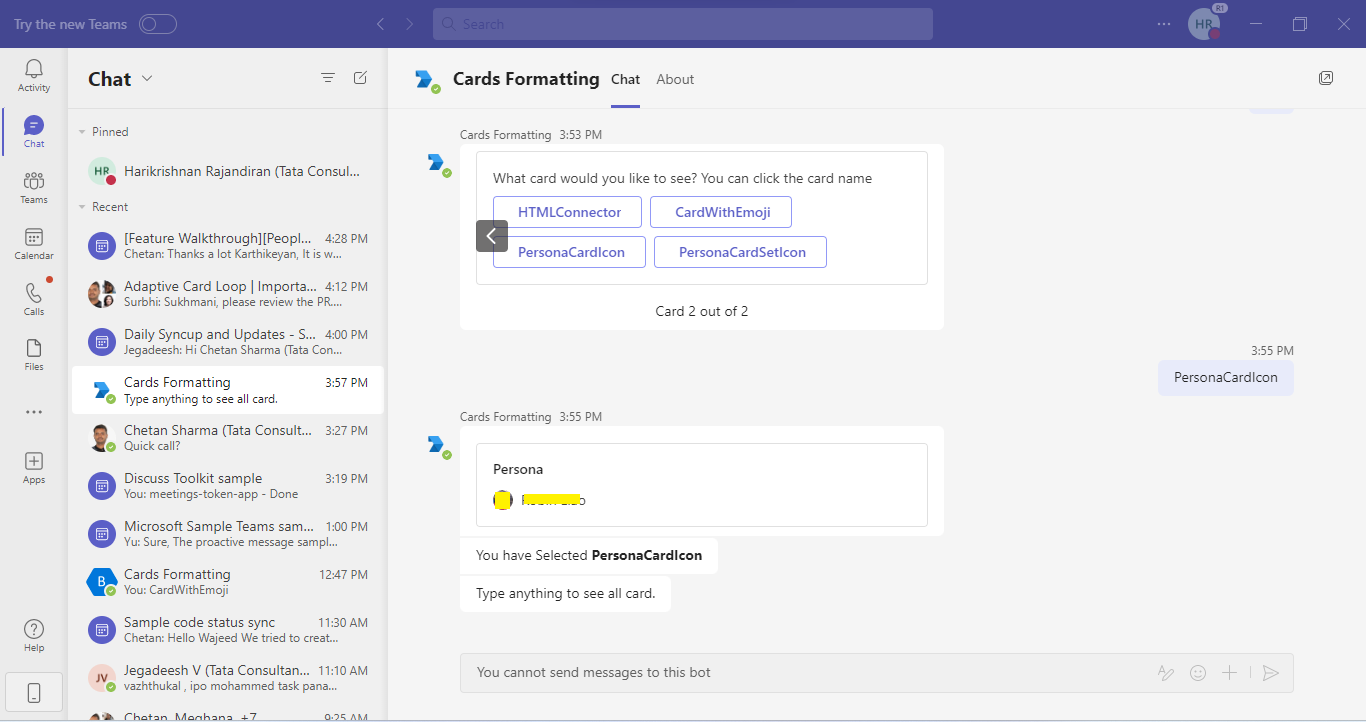 Try the new Teams
Search
HR
R1
Activity
Chat
Teams
Calendar
Calls
Files
Apps
Help
Chat
Pinned
HR
Harikrishnan Rajandiran (Tata Consul...
Recent
[Feature Walkthrough][Peopl... 4:28 PM
Chetan: Thanks a lot Karthikeyan, It is w...
Adaptive Card Loop | Importa... 4:12 PM
Surbhi: Sukhmani, please review the PR....
Daily Syncup and Updates - S... 4:00 PM
Jegadeesh: Hi Chetan Sharma (Tata Con...
Cards Formatting 3:57 PM
Type anything to see all card.
Chetan Sharma (Tata Consult... 3:27 PM
Quick call?
Discuss Toolkit sample 3:19 PM
You: meetings-token-app - Done
Microsoft Sample Teams sam... 1:00 PM
Yu: Sure, The proactive message sampl...
B
Cards Formatting 12:47 PM
You: CardWithEmoji
Sample code status sync 11:30 AM
Chetan: Hello Wajeed We tried to creat...
JV
Jegadeesh V (Tata Consultan... 11:10 AM
vazhthukal , ipo mohammed task pana...
Chetan, Meghana, +7 9:25 AM
Cards Formatting Chat About
Cards Formatting 3:53 PM
What card would you like to see? You can click the card name
HTMLConnector CardWithEmoji
PersonaCardIcon PersonaCardSetIcon
Card 2 out of 2
3:55 PM
PersonaCardIcon
Cards Formatting 3:55 PM
Persona
You have Selected PersonaCardIcon
Type anything to see all card.
You cannot send messages to this bot